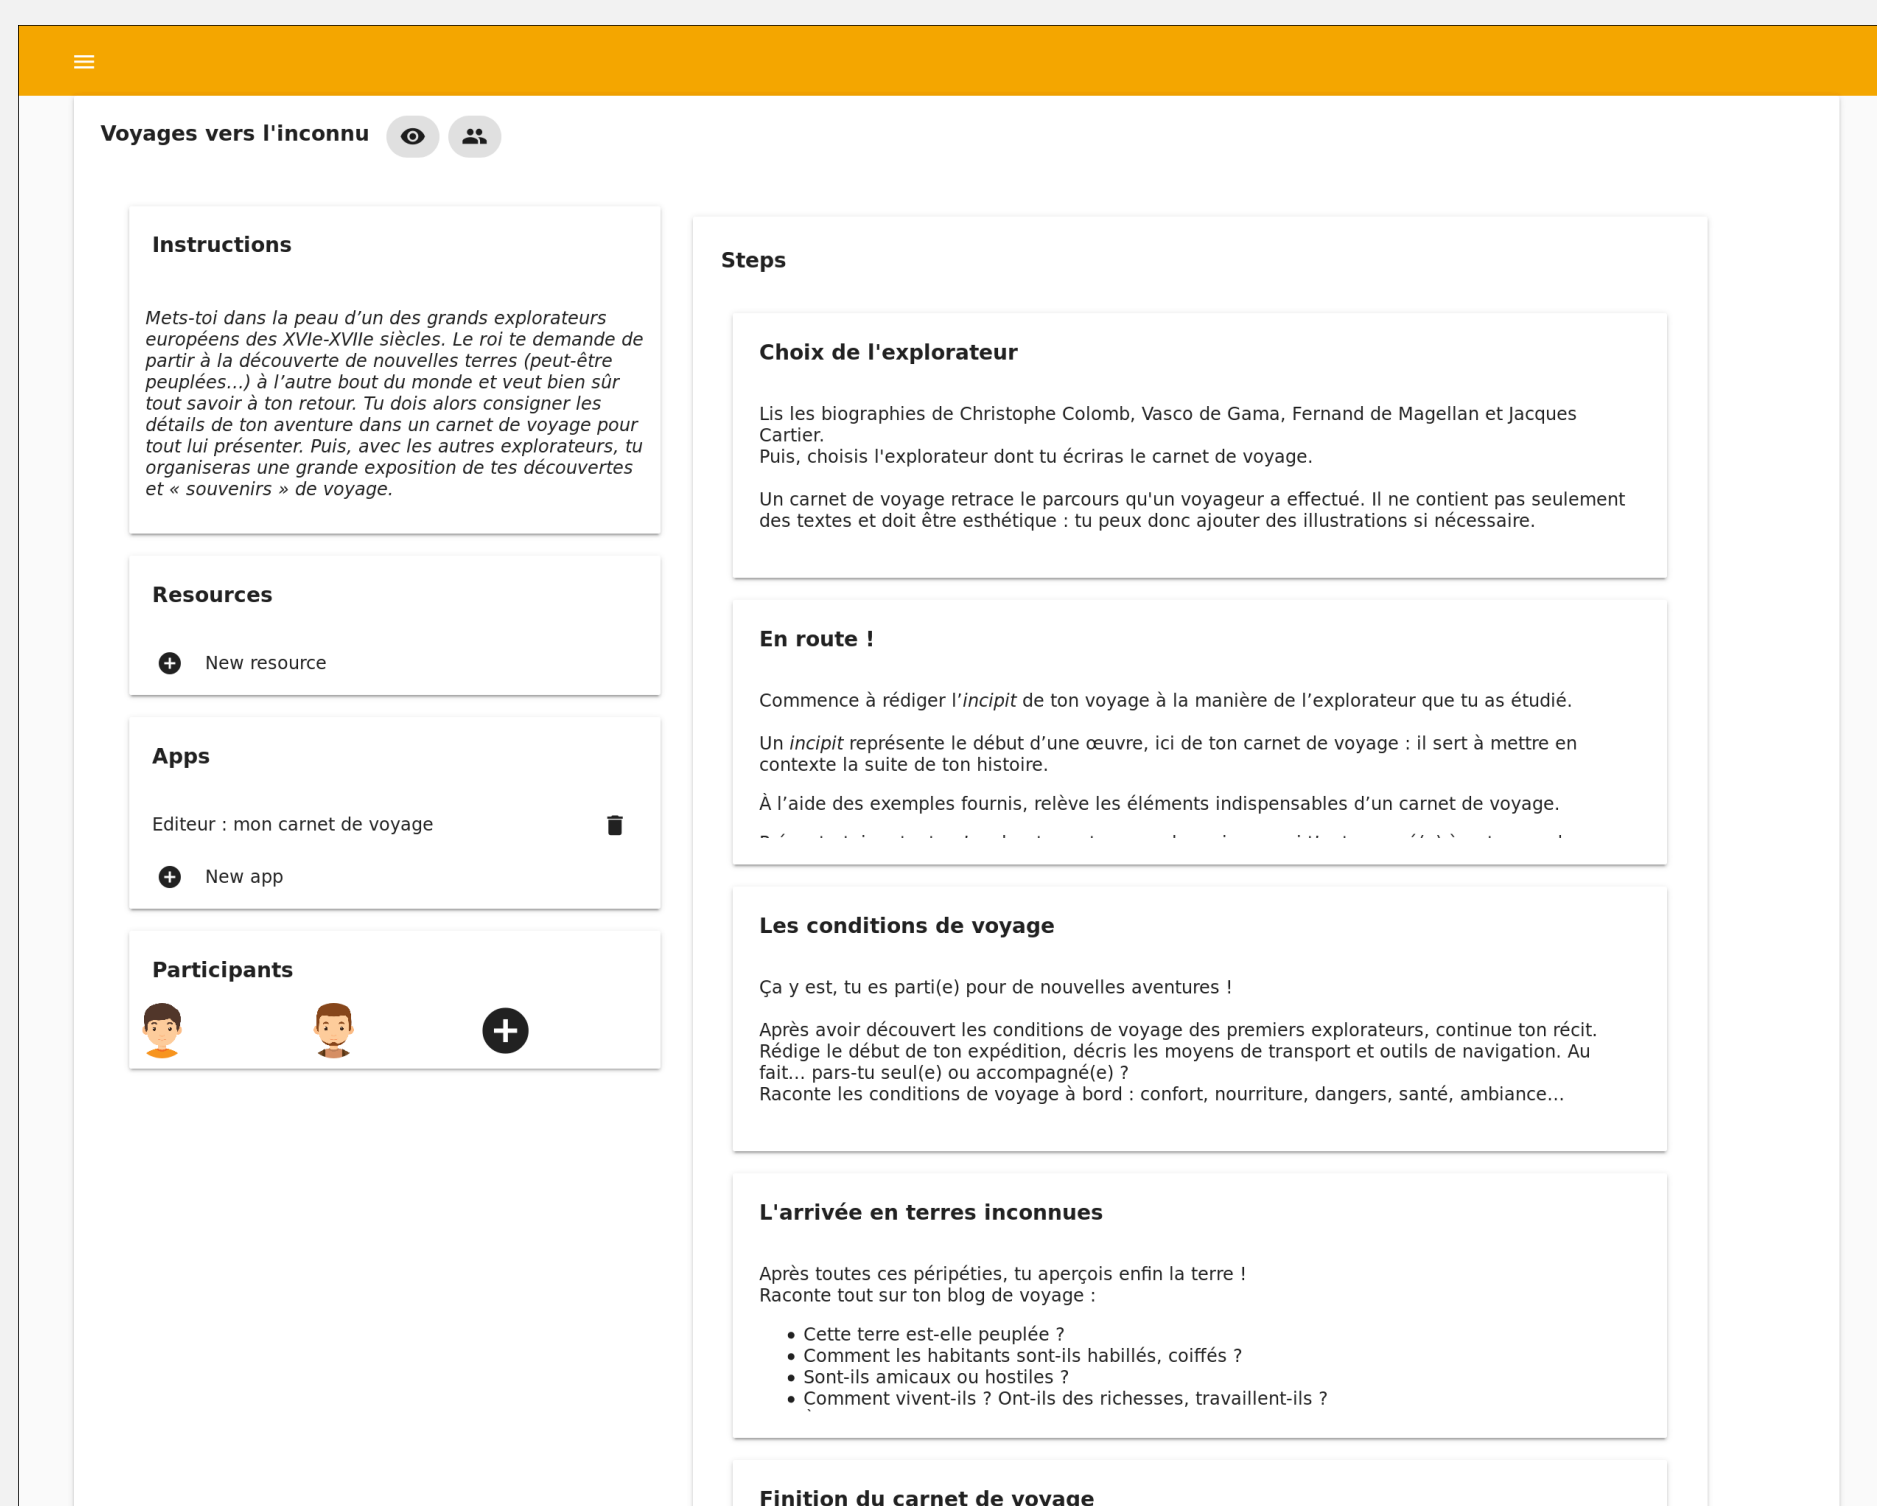 Voyages vers l'inconnu
Instructions
Mets-toi dans la peau d’un des grands explorateurs
européens des XVIe-XVIIe siècles. Le roi te demande de
partir à la découverte de nouvelles terres (peut-être
peuplées…) à l’autre bout du monde et veut bien sûr
tout savoir à ton retour. Tu dois alors consigner les
détails de ton aventure dans un carnet de voyage pour
tout lui présenter. Puis, avec les autres explorateurs, tu
organiseras une grande exposition de tes découvertes
et « souvenirs » de voyage.
Resources
New resource
Apps
Editeur : mon carnet de voyage
New app
Participants
Steps
Choix de l'explorateur
Lis les biographies de Christophe Colomb, Vasco de Gama, Fernand de Magellan et Jacques
Cartier.
Puis, choisis l'explorateur dont tu écriras le carnet de voyage.
Un carnet de voyage retrace le parcours qu'un voyageur a effectué. Il ne contient pas seulement
des textes et doit être esthétique : tu peux donc ajouter des illustrations si nécessaire.
En route !
Commence à rédiger l’incipit de ton voyage à la manière de l’explorateur que tu as étudié.
Un incipit représente le début d’une œuvre, ici de ton carnet de voyage : il sert à mettre en
contexte la suite de ton histoire.
À l’aide des exemples fournis, relève les éléments indispensables d’un carnet de voyage.
Les conditions de voyage
Ça y est, tu es parti(e) pour de nouvelles aventures !
Après avoir découvert les conditions de voyage des premiers explorateurs, continue ton récit.
Rédige le début de ton expédition, décris les moyens de transport et outils de navigation. Au
fait… pars-tu seul(e) ou accompagné(e) ?
Raconte les conditions de voyage à bord : confort, nourriture, dangers, santé, ambiance…
L'arrivée en terres inconnues
Après toutes ces péripéties, tu aperçois enfin la terre !
Raconte tout sur ton blog de voyage :
• Cette terre est-elle peuplée ?
• Comment les habitants sont-ils habillés, coiffés ?
• Sont-ils amicaux ou hostiles ?
• Comment vivent-ils ? Ont-ils des richesses, travaillent-ils ?
Finition du carnet de voyage